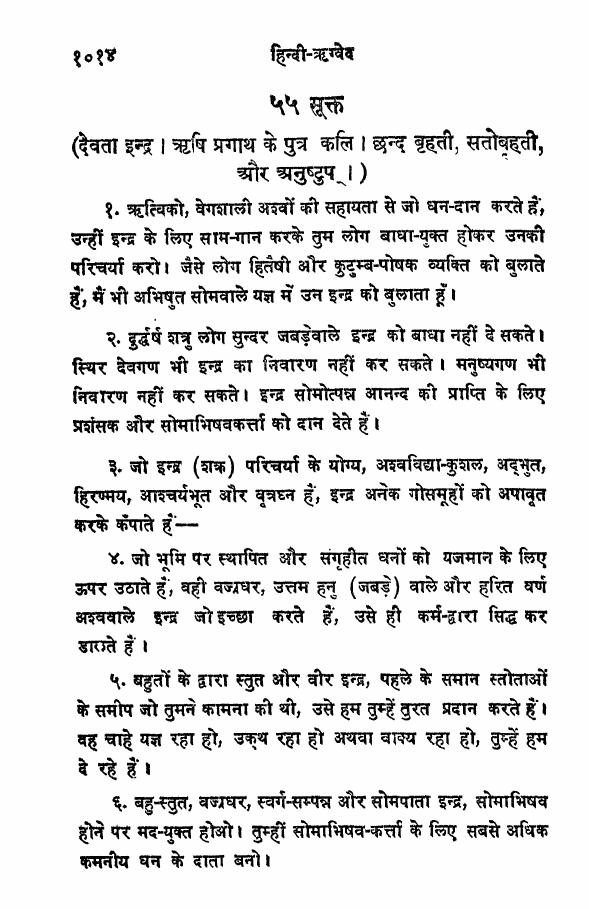 १०१४ हिन्दी-ऋग्वेद
५५ सूक्त
(देवता इन्द्र। ऋषि प्रगाथ के पुत्र कलि। छन्द बृहती, सतोबृहती,
और अनुष्टुप्।)
१. ऋत्विको, वेगशाली अश्वों की सहायता से जो धन-दान करते हैं,
उन्हीं इन्द्र के लिए साम-गान करके तुम लोग बाधा-युक्त होकर उनकी
परिचर्या करो। जैसे लोग हितैषी और कुटुम्ब-पोषक व्यक्ति को बुलाते
हैं, मैं भी अभिषुत सोमवाले यज्ञ में उन इन्द्र को बुलाता हूँ।
२. दुर्द्धर्ष शत्रु लोग सुन्दर जबड़ेवाले इन्द्र को बाधा नहीं दे सकते।
स्थिर देवगण भी इन्द्र का निवारण नहीं कर सकते। मनुष्यगण भी
निवारण नहीं कर सकते। इन्द्र सोमोत्पन्न आनन्द की प्राप्ति के लिए
प्रशंसक और सोमाभिषवकर्त्ता को दान देते हैं।
३. जो इन्द्र (शक्र) परिचर्या के योग्य, अश्वविद्या-कुशल, अद्भुत,
हिरण्मय, आश्चर्यभूत और वृत्रघ्न हैं, इन्द्र अनेक गोसमूहों को अपावृत
करके कँपाते हैं—
४. जो भूमि पर स्थापित और संगृहीत धनों को यजमान के लिए
ऊपर उठाते हैं, वही वज्रधर, उत्तम हनु (जबड़े) वाले और हरित वर्ण
अश्ववाले इन्द्र जो इच्छा करते हैं, उसे ही कर्म-द्वारा सिद्ध कर
डालते हैं।
५. बहुतों के द्वारा स्तुत और वीर इन्द्र, पहले के समान स्तोताओं
के समीप जो तुमने कामना की थी, उसे हम तुम्हें तुरत प्रदान करते हैं।
वह चाहे यज्ञ रहा हो, उक्थ रहा हो अथवा वाक्य रहा हो, तुम्हें हम
दे रहे हैं।
६. बहु-स्तुत, वज्रधर, स्वर्ग-सम्पन्न और सोमपाता इन्द्र, सोमाभिषव
होने पर मद-युक्त होओ। तुम्हीं सोमाभिषव-कर्त्ता के लिए सबसे अधिक
कमनीय धन के दाता बनो।